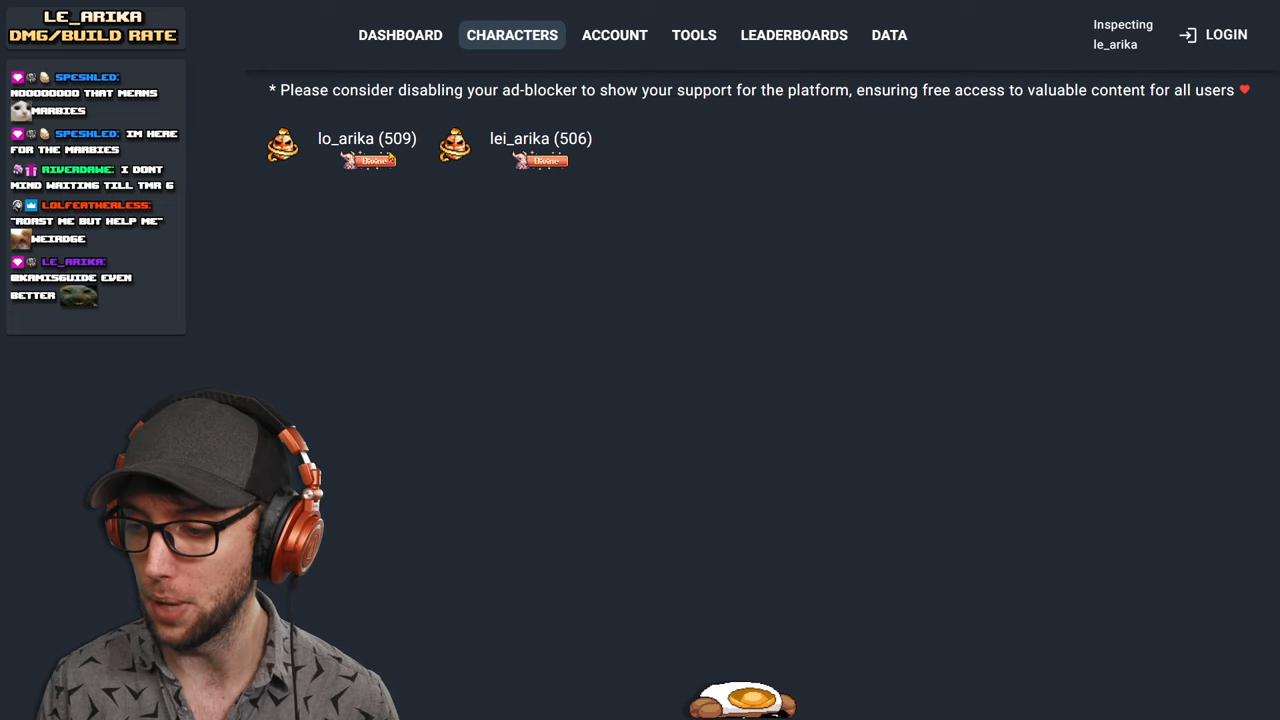 LE_ARIKA
DMG/BUILD RATE
SPESHLED:
NOOOOOOOO THAT MEANS
MARBIES
SPESHLED: IM HERE
FOR THE MARBIES
RIVERDAWE: I DONT
MIND WAITING TILL TMR 6
LOLFEATHERLESS:
"ROAST ME BUT HELP ME"
WEIRDGE
LE_ARIKA:
@KAMISGUIDE EVEN
BETTER
DASHBOARD CHARACTERS ACCOUNT TOOLS LEADERBOARDS DATA
Inspecting
le_arika
LOGIN
* Please consider disabling your ad-blocker to show your support for the platform, ensuring free access to valuable content for all users
lo_arika (509) lei_arika (506)
Divine Divine